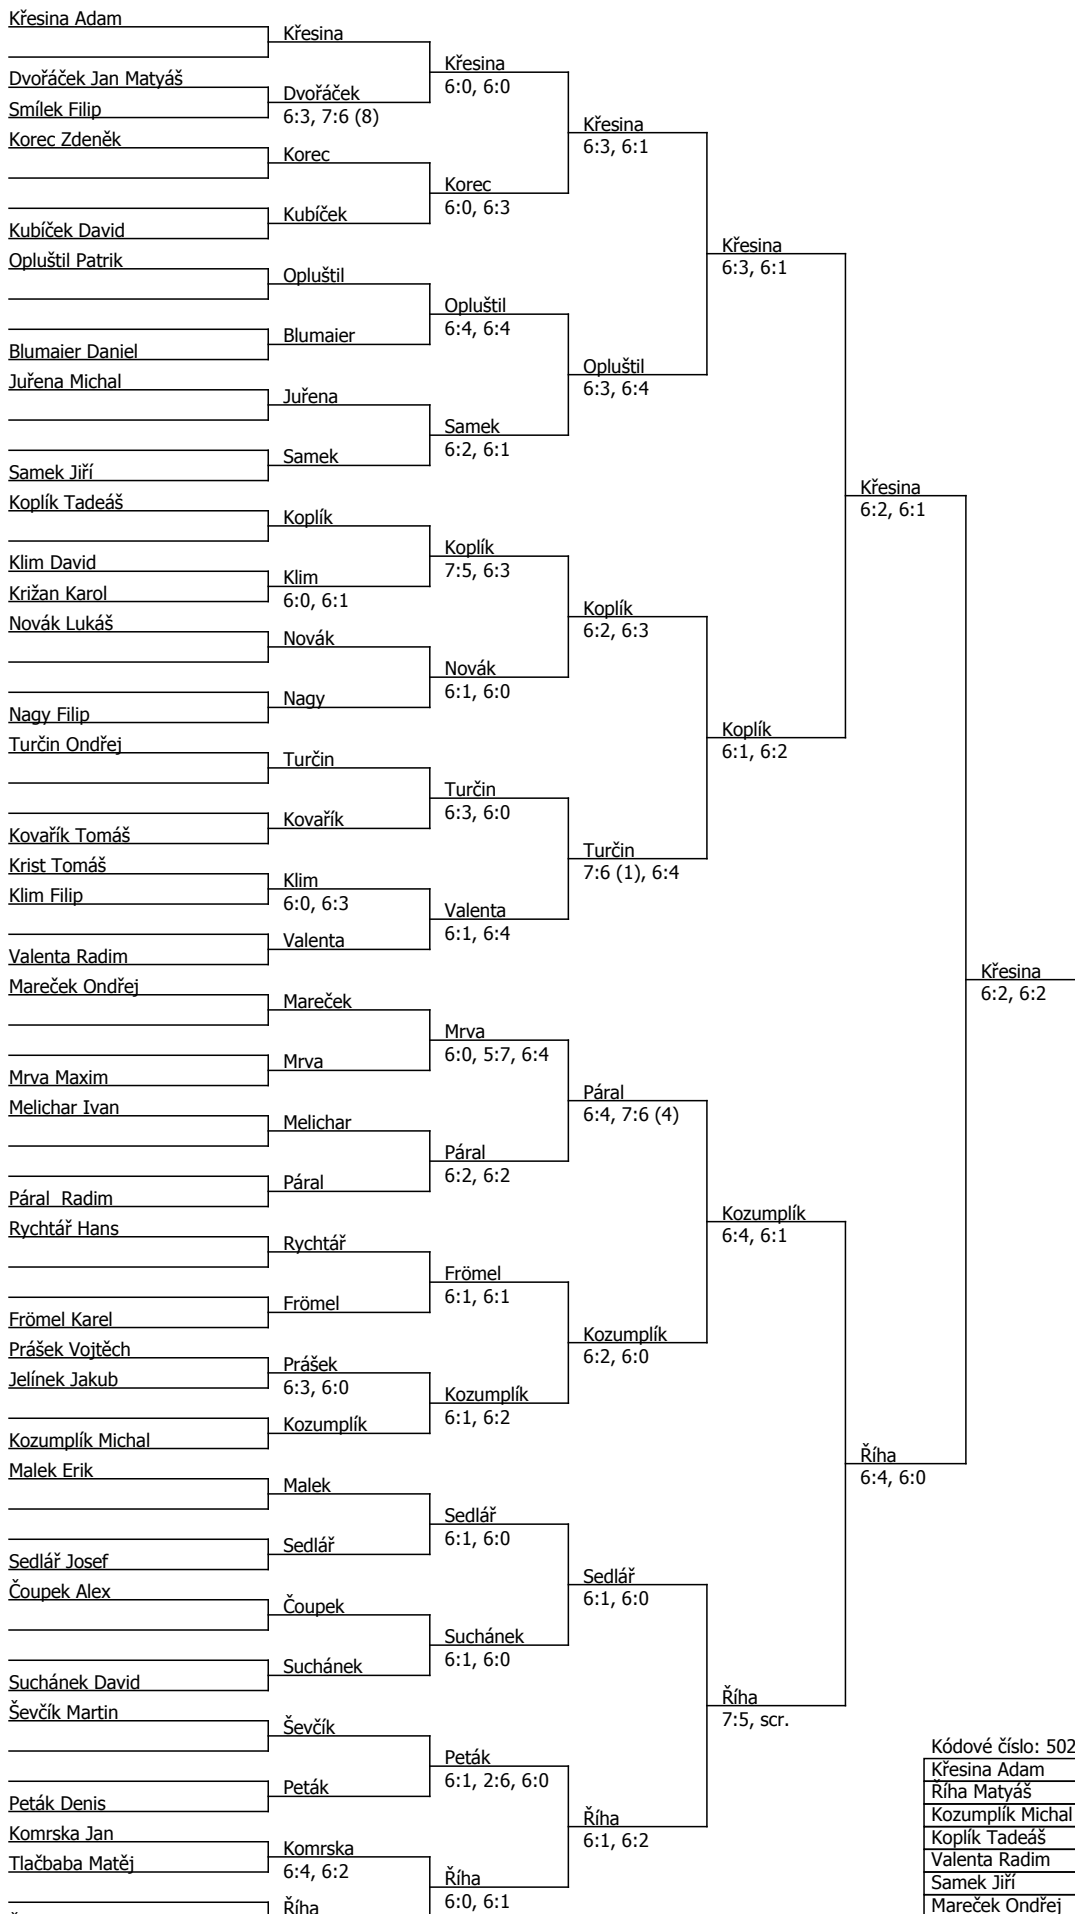 Křesina Adam
Dvořáček Jan Matyáš
Smílek Filip
Korec Zdeněk
Kubíček David
Opluštil Patrik
Blumaier Daniel
Juřena Michal
Samek Jiří
Koplík Tadeáš
Klim David
Križan Karol
Novák Lukáš
Nagy Filip
Turčin Ondřej
Kovařík Tomáš
Krist Tomáš
Klim Filip
Valenta Radim
Mareček Ondřej
Mrva Maxim
Melichar Ivan
Páral  Radim
Rychtář Hans
Frömel Karel
Prášek Vojtěch
Jelínek Jakub
Kozumplík Michal
Malek Erik
Sedlář Josef
Čoupek Alex
Suchánek David
Ševčík Martin
Peták Denis
Komrska Jan
Tlačbaba Matěj
Křesina
Dvořáček
6:3, 7:6 (8)
Korec
Kubíček
Opluštil
Blumaier
Juřena
Samek
Koplík
Klim
6:0, 6:1
Novák
Nagy
Turčin
Kovařík
Klim
6:0, 6:3
Valenta
Mareček
Mrva
Melichar
Páral
Rychtář
Frömel
Prášek
6:3, 6:0
Kozumplík
Malek
Sedlář
Čoupek
Suchánek
Ševčík
Peták
Komrska
6:4, 6:2
Říha
Křesina
6:0, 6:0
Korec
6:0, 6:3
Opluštil
6:4, 6:4
Samek
6:2, 6:1
Koplík
7:5, 6:3
Novák
6:1, 6:0
Turčin
6:3, 6:0
Valenta
6:1, 6:4
Mrva
6:0, 5:7, 6:4
Páral
6:2, 6:2
Frömel
6:1, 6:1
Kozumplík
6:1, 6:2
Sedlář
6:1, 6:0
Suchánek
6:1, 6:0
Peták
6:1, 2:6, 6:0
Říha
6:0, 6:1
Křesina
6:3, 6:1
Opluštil
6:3, 6:4
Koplík
6:2, 6:3
Turčin
7:6 (1), 6:4
Páral
6:4, 7:6 (4)
Kozumplík
6:2, 6:0
Sedlář
6:1, 6:0
Říha
6:1, 6:2
Křesina
6:3, 6:1
Koplík
6:1, 6:2
Kozumplík
6:4, 6:1
Říha
7:5, scr.
Křesina
6:2, 6:1
Říha
6:4, 6:0
Křesina
6:2, 6:2
Kódové číslo: 502
Křesina Adam
Říha Matyáš
Kozumplík Michal
Koplík Tadeáš
Valenta Radim
Samek Jiří
Mareček Ondřej